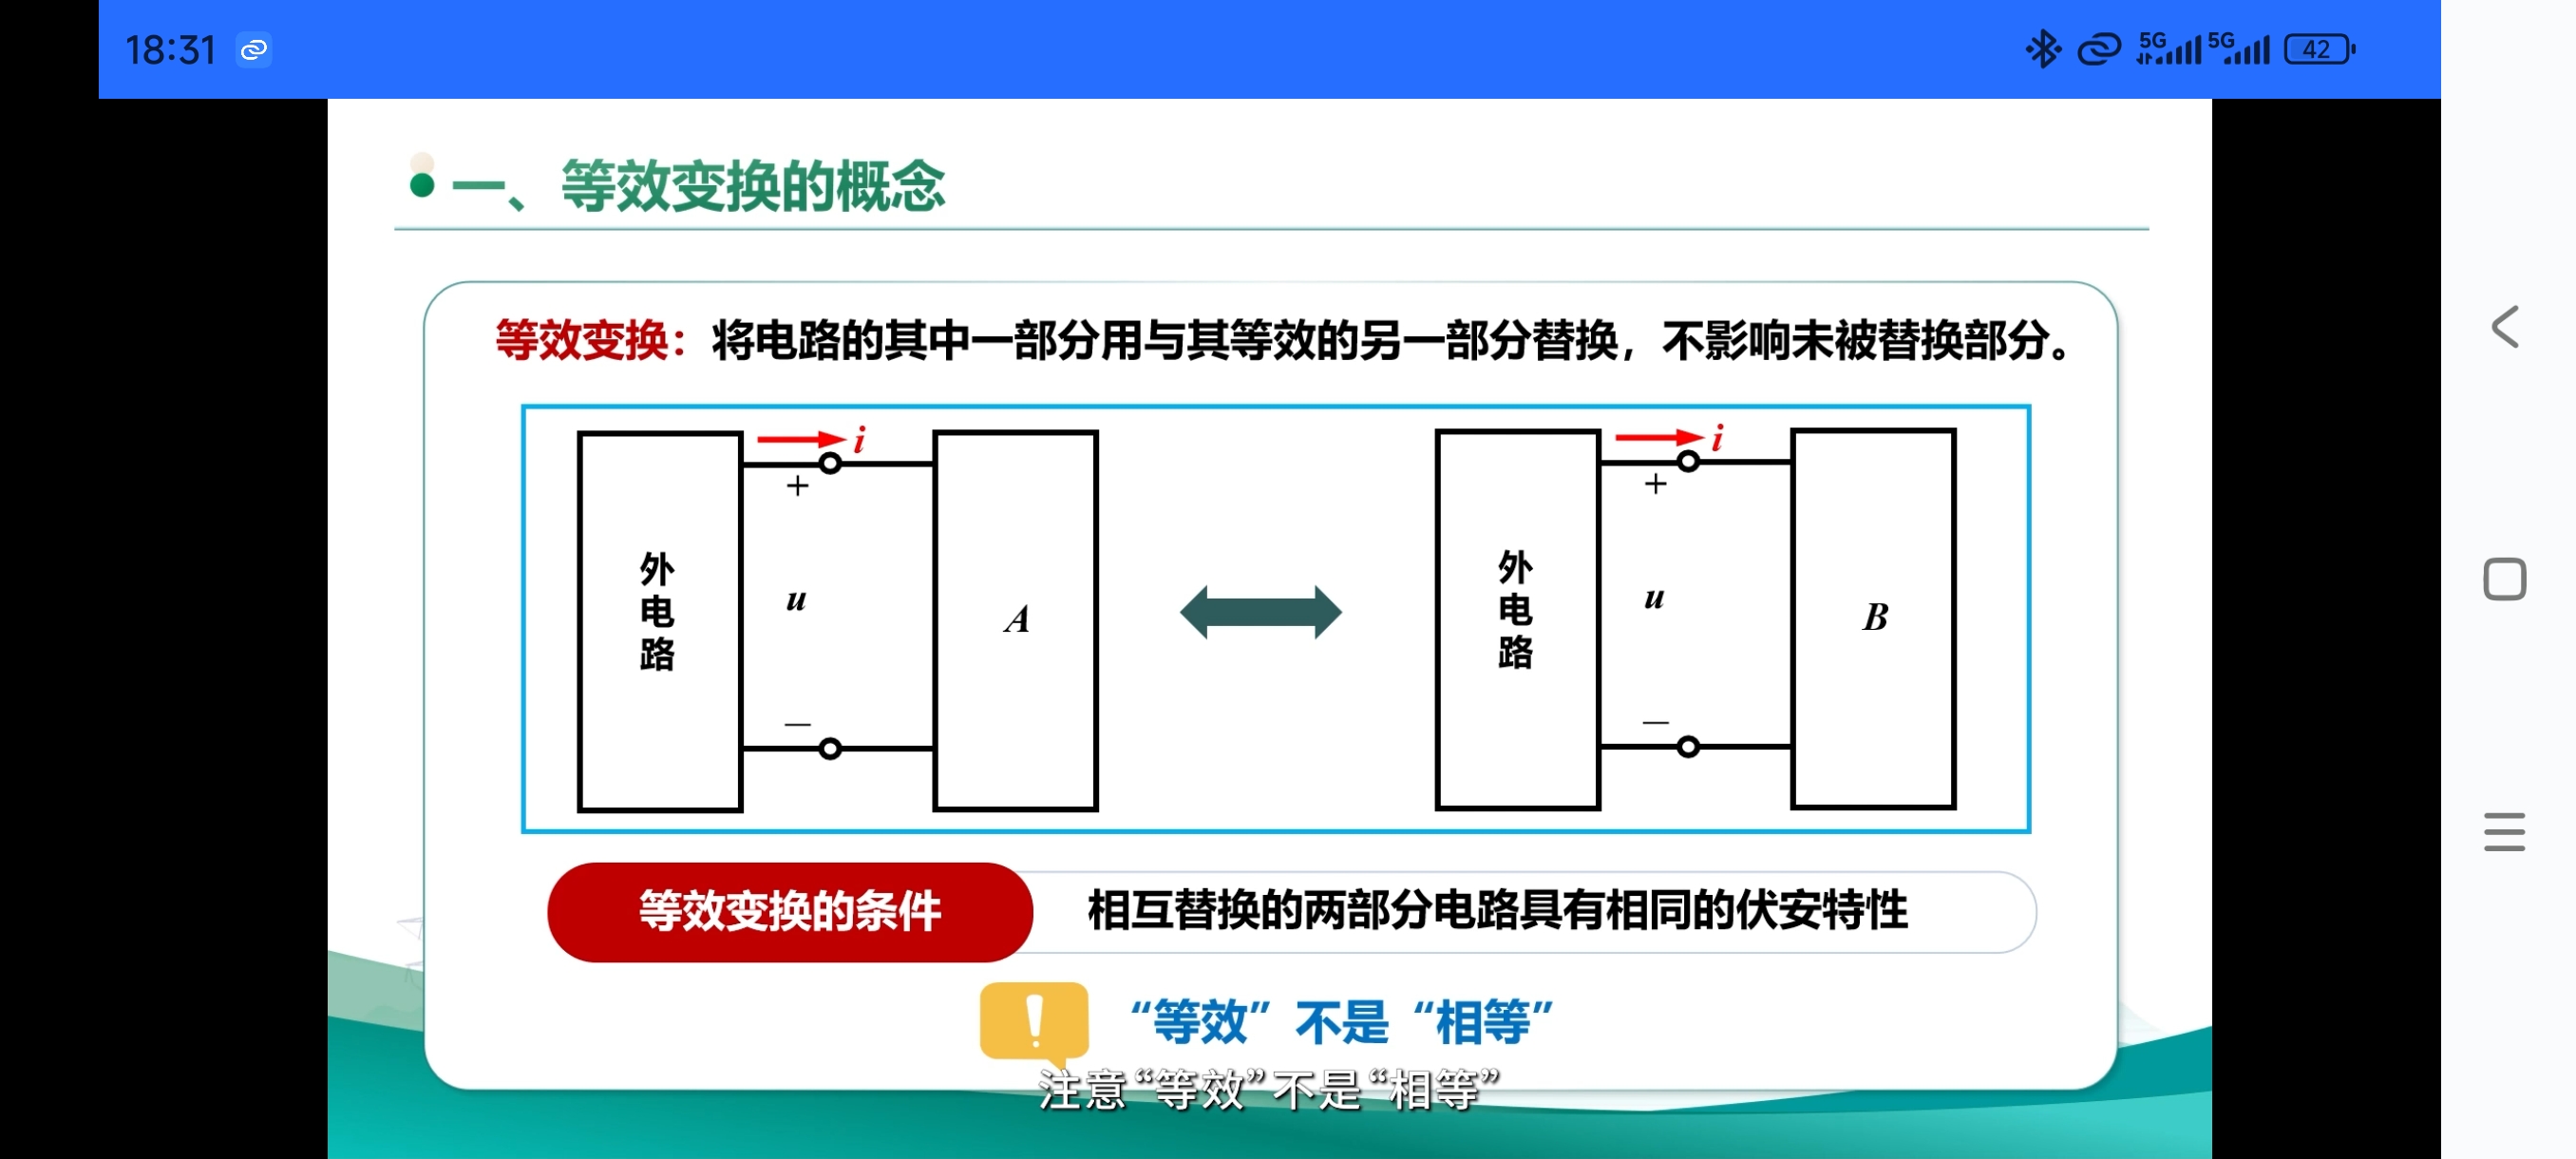 18:31
5G 5G 42
一、等效变换的概念
等效变换：将电路的其中一部分用与其等效的另一部分替换，不影响未被替换部分。
i
+
外电路
u
A
—
i
+
外电路
u
B
—
等效变换的条件
相互替换的两部分电路具有相同的伏安特性
!
“等效”不是“相等”
注意“等效”不是“相等”